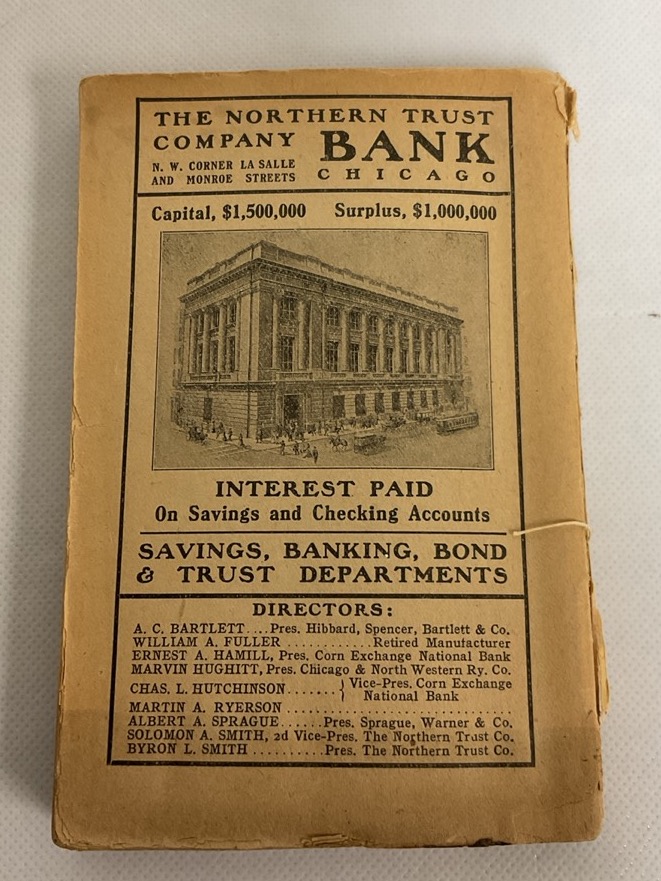 THE NORTHERN TRUST
COMPANY BANK
N. W. CORNER LA SALLE
AND MONROE STREETS CHICAGO
Capital, $1,500,000 Surplus, $1,000,000
INTEREST PAID
On Savings and Checking Accounts
SAVINGS, BANKING, BOND
& TRUST DEPARTMENTS
DIRECTORS:
A. C. BARTLETT....Pres. Hibbard, Spencer, Bartlett & Co.
WILLIAM A. FULLER ............Retired Manufacturer
ERNEST A. HAMILL, Pres. Corn Exchange National Bank
MARVIN HUGHITT, Pres. Chicago & North Western Ry. Co.
CHAS. L. HUTCHINSON.......{ Vice-Pres. Corn Exchange
National Bank
MARTIN A. RYERSON ..............................
ALBERT A. SPRAGUE......Pres. Sprague, Warner & Co.
SOLOMON A. SMITH, 2d Vice-Pres. The Northern Trust Co.
BYRON L. SMITH ..........Pres. The Northern Trust Co.